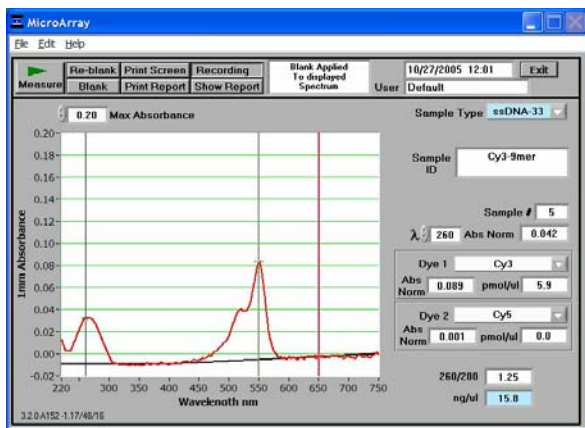 MicroArray
File Edit Help
Measure
Re-blank Print Screen Recording
Blank Print Report Show Report
Blank Applied
To displayed
Spectrum
10/27/2005 12:01 Exit
User Default
0.20 Max Absorbance
Sample Type ssDNA-33
Sample
ID
Cy3-9mer
Sample # 5
λ 260 Abs Norm 0.042
Dye 1 Cy3
Abs
Norm 0.089 pmol/ul 5.9
Dye 2 Cy5
Abs
Norm 0.001 pmol/ul 0.0
260/280 1.25
ng/ul 15.8
1mm Absorbance
0.20
0.18
0.16
0.14
0.12
0.10
0.08
0.06
0.04
0.02
0.00
-0.02
220 300 350 400 450 500 550 600 650 700 750
Wavelength nm
3.2.0 A152 -1.17/48/16